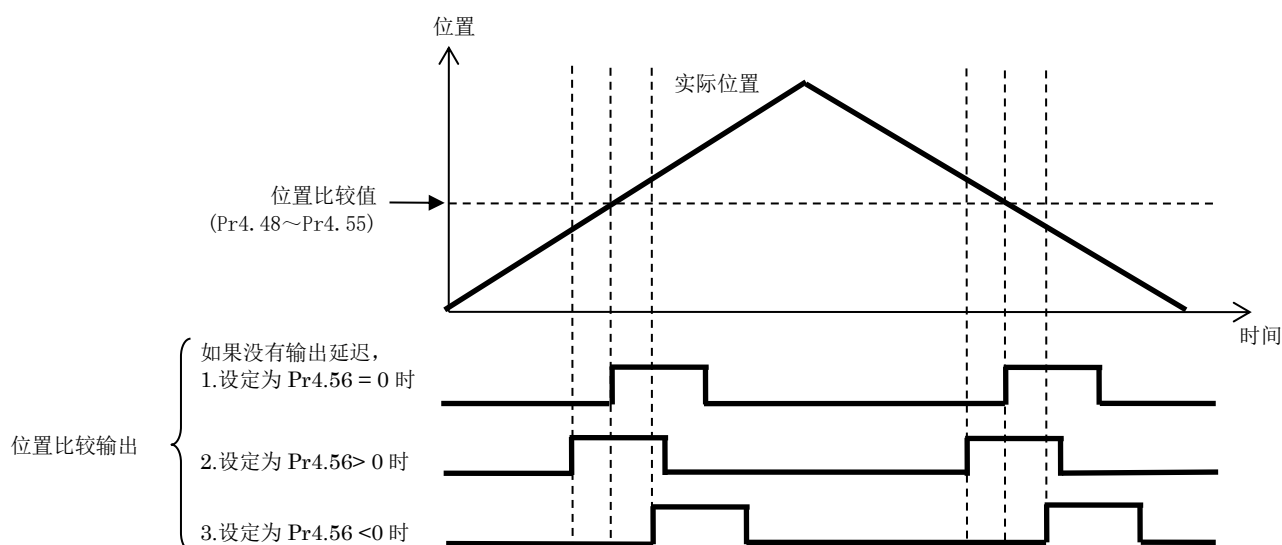 位置
实际位置
位置比较值
(Pr4.48～Pr4.55)
时间
如果没有输出延迟，
1.设定为 Pr4.56 = 0 时
位置比较输出
2.设定为 Pr4.56> 0 时
3.设定为 Pr4.56 <0 时